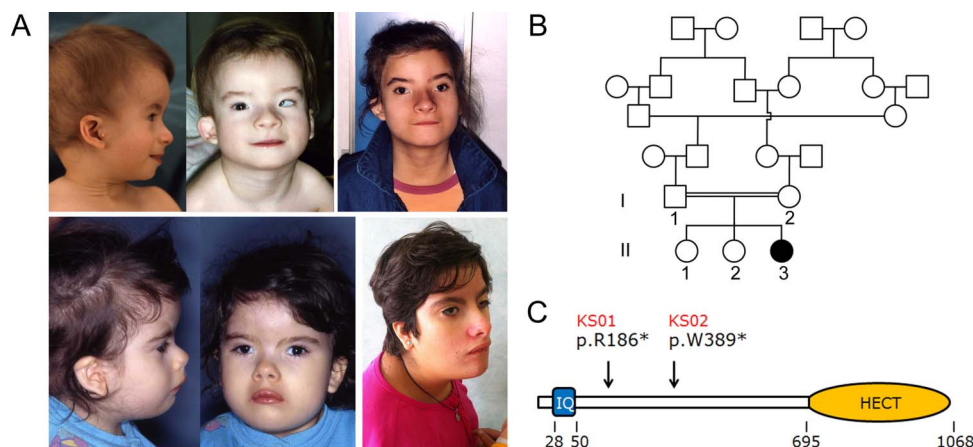 A
B
I
1
2
II
1
2
3
C
KS01
KS02
p.R186*
p.W389*
IQ
HECT
28
50
695
1068